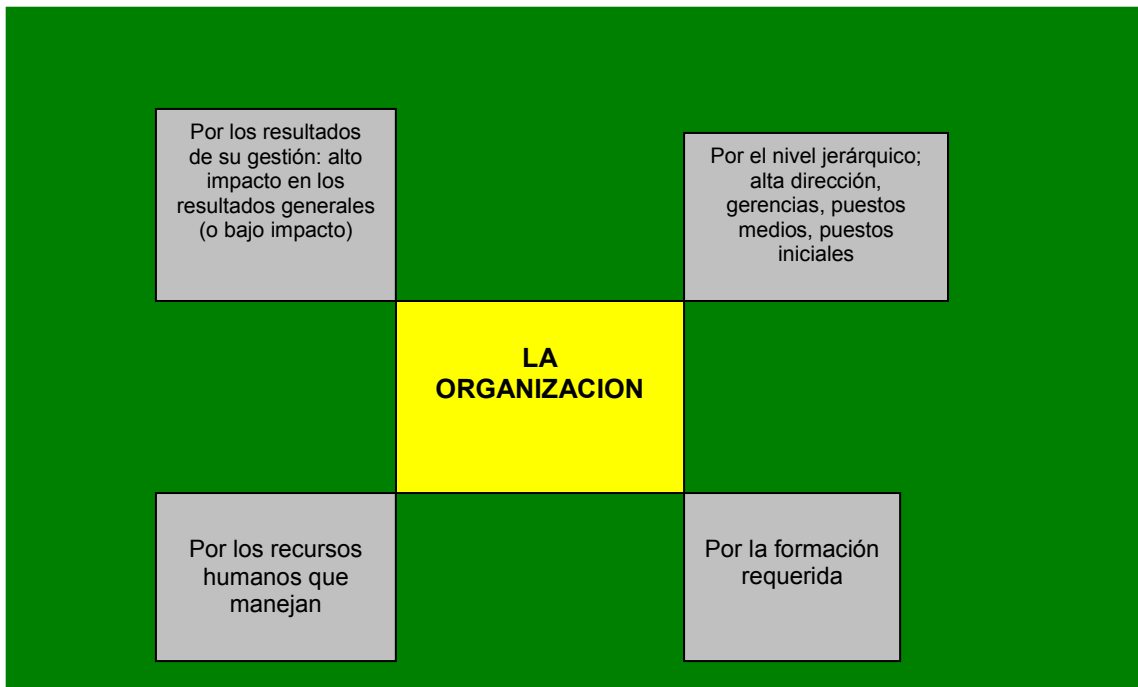 Por los resultados
de su gestión: alto
impacto en los
resultados generales
(o bajo impacto)
Por el nivel jerárquico;
alta dirección,
gerencias, puestos
medios, puestos
iniciales
LA
ORGANIZACION
Por los recursos
humanos que
manejan
Por la formación
requerida